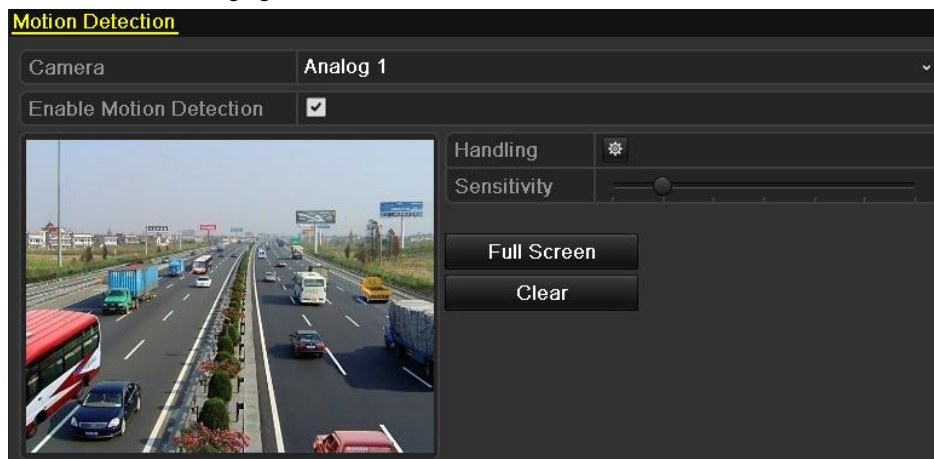 Motion Detection
Camera
Analog 1
Enable Motion Detection
Handling
Sensitivity
Full Screen
Clear